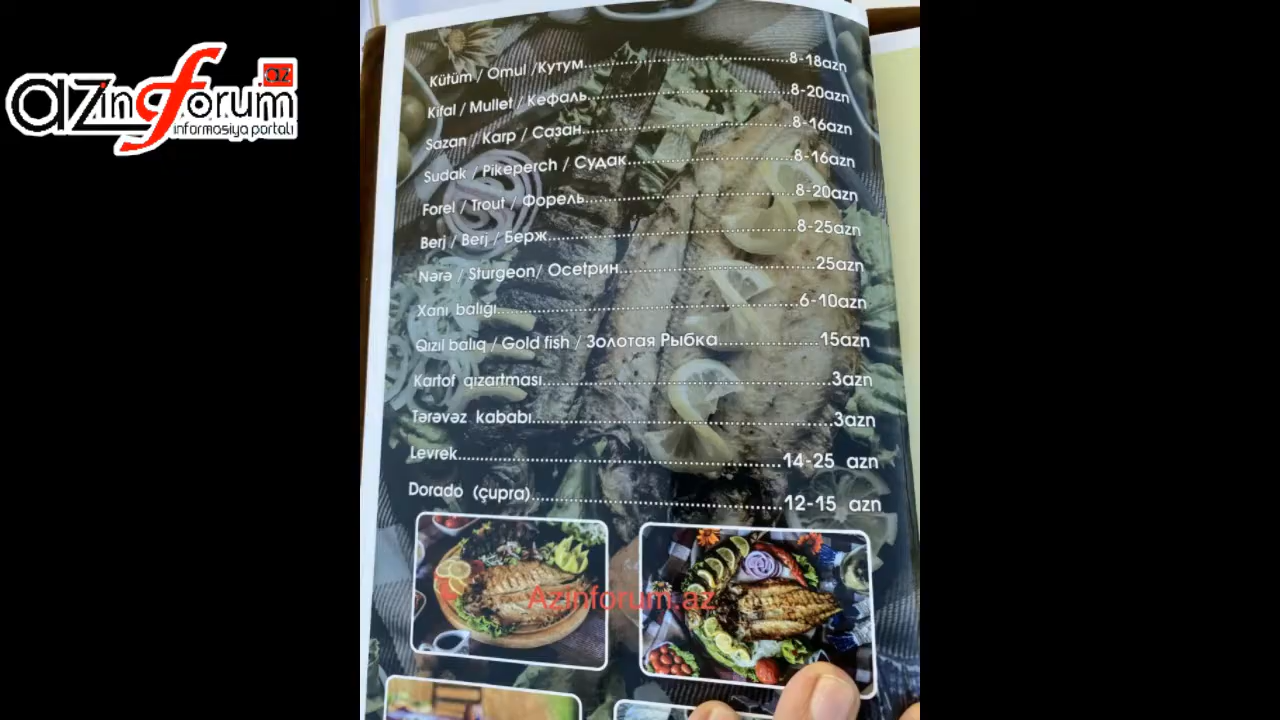 azinforum
az
informasiya portalı
Kütüm / Omul /Кутум..........8-18azn
Kifal / Mullet / Кефаль..........8-20azn
Sazan / Karp / Сазан..........8-16azn
Sudak / Pikeperch / Судак..........8-16azn
Forel / Trout / Форель..........8-20azn
Berj / Berj / Берж..........8-25azn
Nərə / Sturgeon/ Осетрин..........25azn
Xanı balığı..........6-10azn
Qızıl balıq / Gold fish / Золотая Рыбка..........15azn
Kartof qızartması..........3azn
Tərəvəz kababı..........3azn
Levrek..........14-25 azn
Dorado (çupra)..........12-15 azn
Azinforum.az